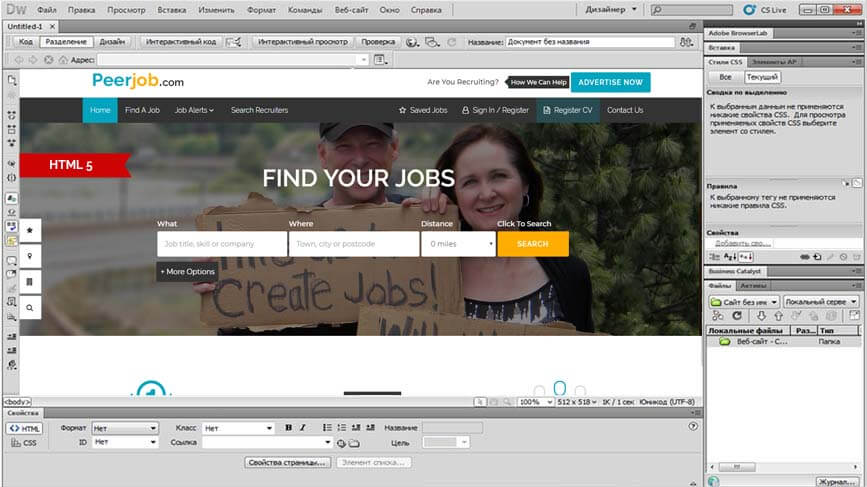 Dw Файл Правка Просмотр Вставка Изменить Формат Команды Веб-сайт Окно Справка Дизайнер CS Live
Untitled-1
Код Разделение Дизайн Интерактивный код Интерактивный просмотр Проверка Название: Документ без названия
Адрес:
Peerjob.com Are You Recruiting? How We Can Help ADVERTISE NOW
Home Find A Job Job Alerts Search Recruiters Saved Jobs Sign In / Register Register CV Contact Us
HTML 5
FIND YOUR JOBS
What Where Distance Click To Search
Job title, skill or company Town, city or postcode 0 miles SEARCH
+ More Options
Create Jobs!
Adobe BrowserLab
Вставка
Стили CSS Элементы AP
Все Текущий
Сводка по выделению
К выбранным данным не применяются
никакие свойства CSS. Для просмотра
применяемых свойств CSS выберите
элемент со стилем.
Правила
К выбранному тегу не применяются
никакие правила CSS.
Свойства
Добавить сво...
Business Catalyst
Файлы Активы
Сайт без имен Локальный серве
Локальные файлы Раз... Тип
Веб-сайт - С... Папка
Журнал...
<body> 100% 512 x 518 1K / 1 сек Юникод (UTF-8)
Свойства
HTML Формат Нет Класс Нет B I Название
CSS ID Нет Ссылка Цель
Свойства страницы... Элемент списка...